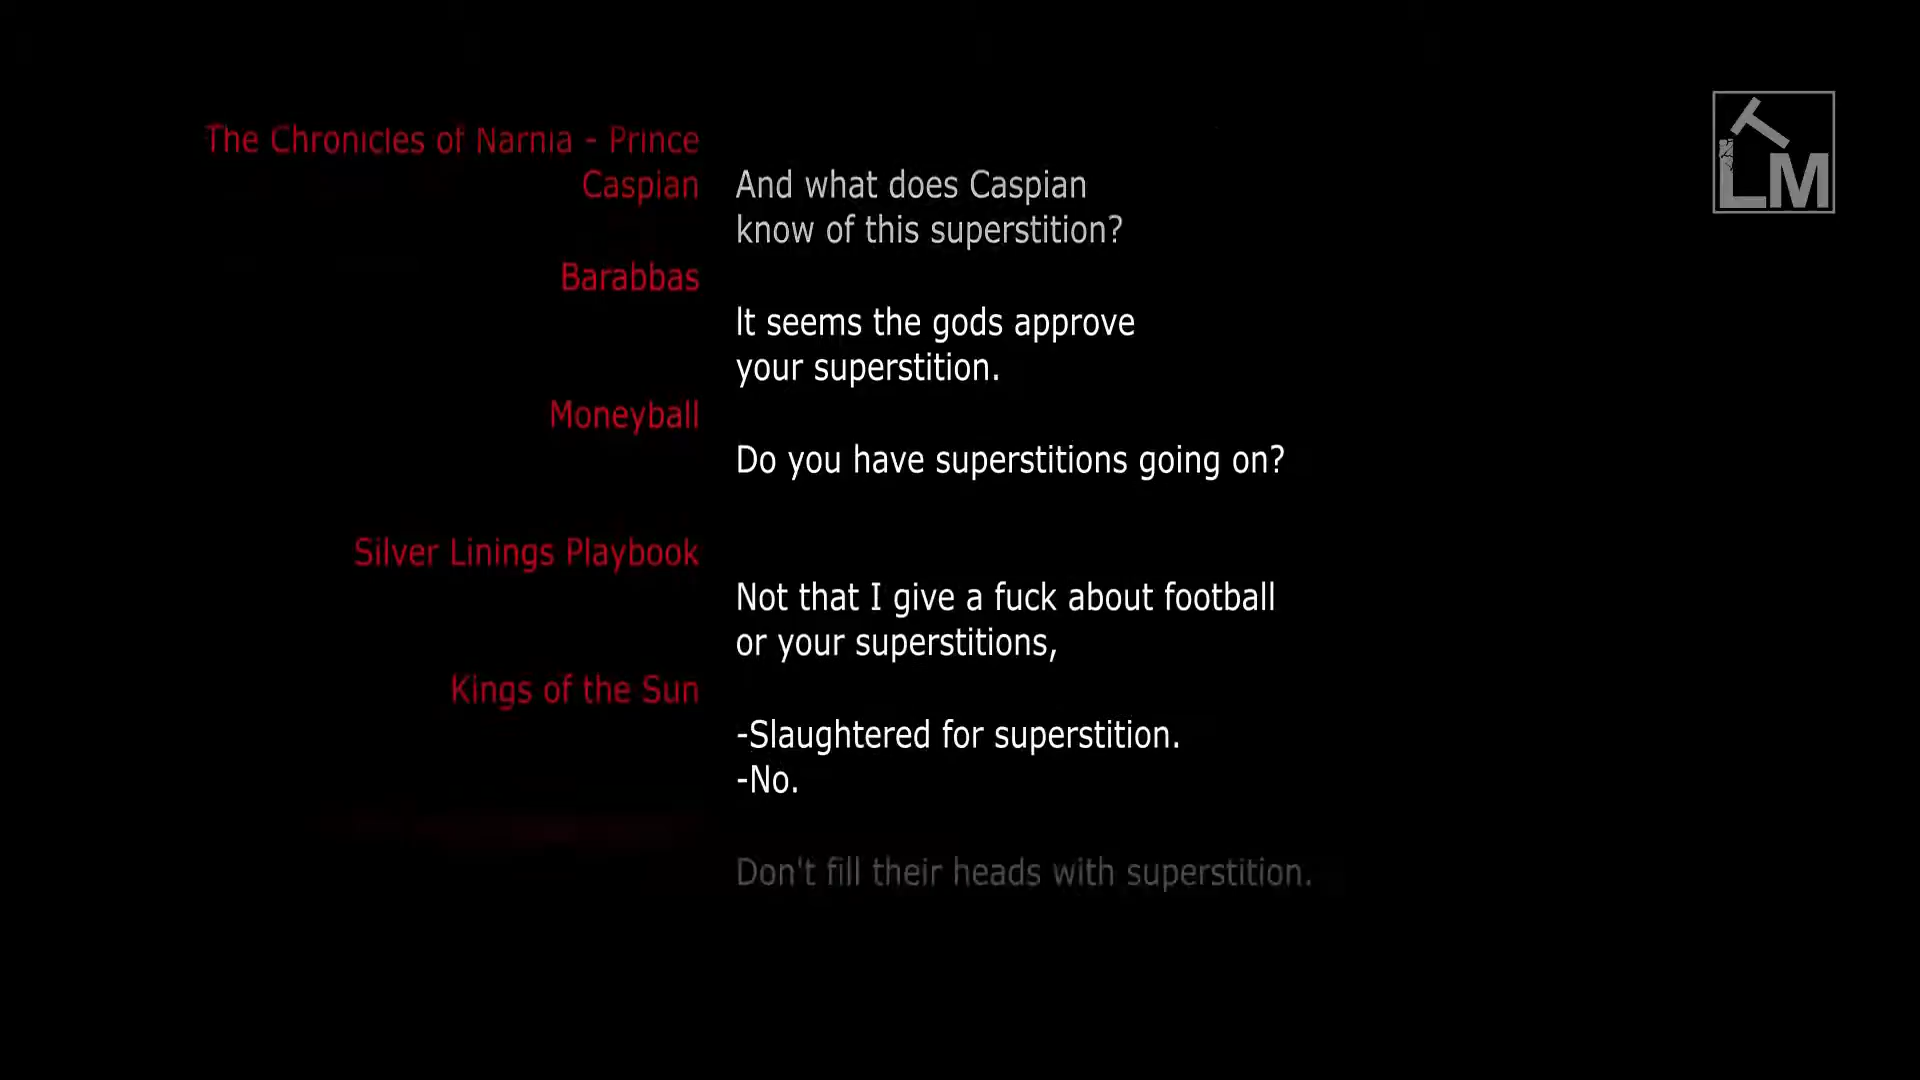 The Chronicles of Narnia - Prince
Caspian
And what does Caspian
know of this superstition?
Barabbas
It seems the gods approve
your superstition.
Moneyball
Do you have superstitions going on?
Silver Linings Playbook
Not that I give a fuck about football
or your superstitions,
Kings of the Sun
-Slaughtered for superstition.
-No.
Don't fill their heads with superstition.
LM